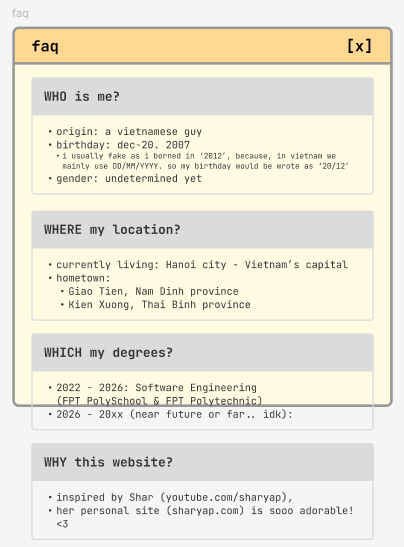 faq
faq [x]
WHO is me?
• origin: a vietnamese guy
• birthday: dec-20. 2007
• i usually fake as i borned in ‘2012’, because, in vietnam we
mainly use DD/MM/YYYY. so my birthday would be wrote as ‘20/12’
• gender: undetermined yet
WHERE my location?
• currently living: Hanoi city - Vietnam’s capital
• hometown:
• Giao Tien, Nam Dinh province
• Kien Xuong, Thai Binh province
WHICH my degrees?
• 2022 - 2026: Software Engineering
(FPT PolySchool & FPT Polytechnic)
• 2026 - 20xx (near future or far.. idk):
WHY this website?
• inspired by Shar (youtube.com/sharyap),
• her personal site (sharyap.com) is sooo adorable!
<3